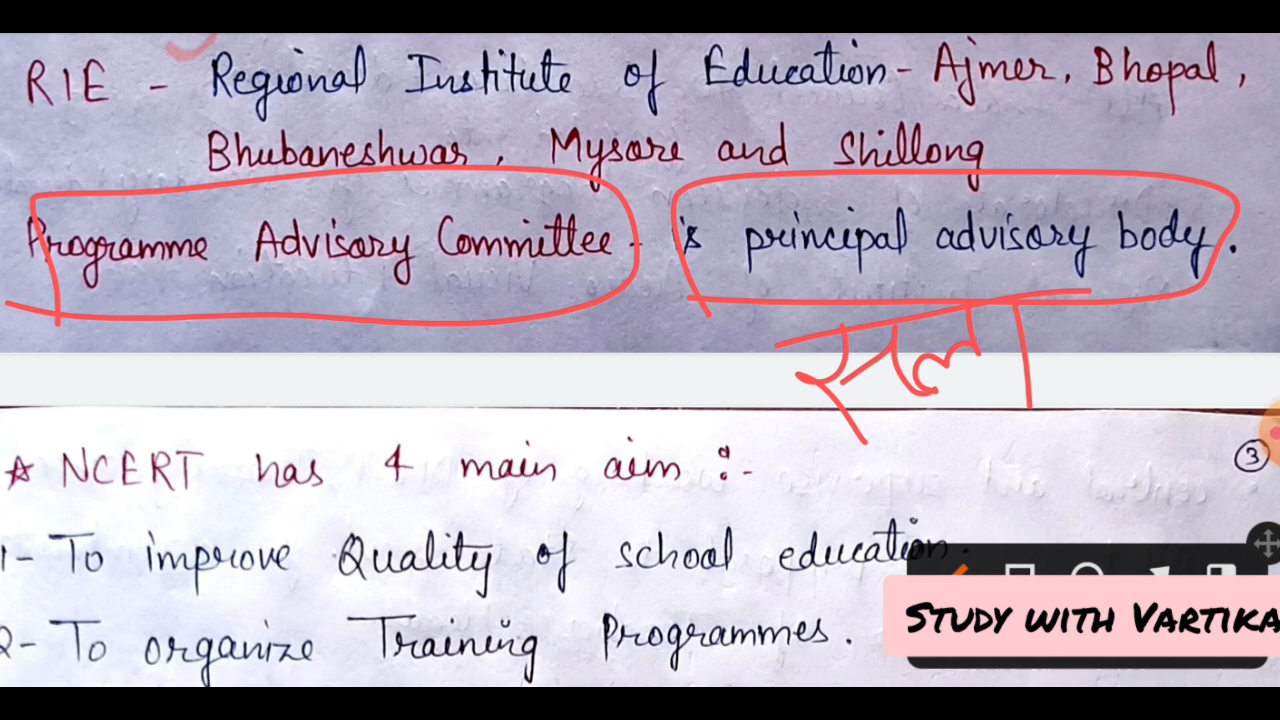 RIE - Regional Institute of Education - Ajmer, Bhopal,
Bhubaneshwar, Mysore and Shillong
Programme Advisory Committee - is principal advisory body.
☆ NCERT has 4 main aim :-
③
1- To improve Quality of school education.
2- To organize Training Programmes.
STUDY WITH VARTIKA